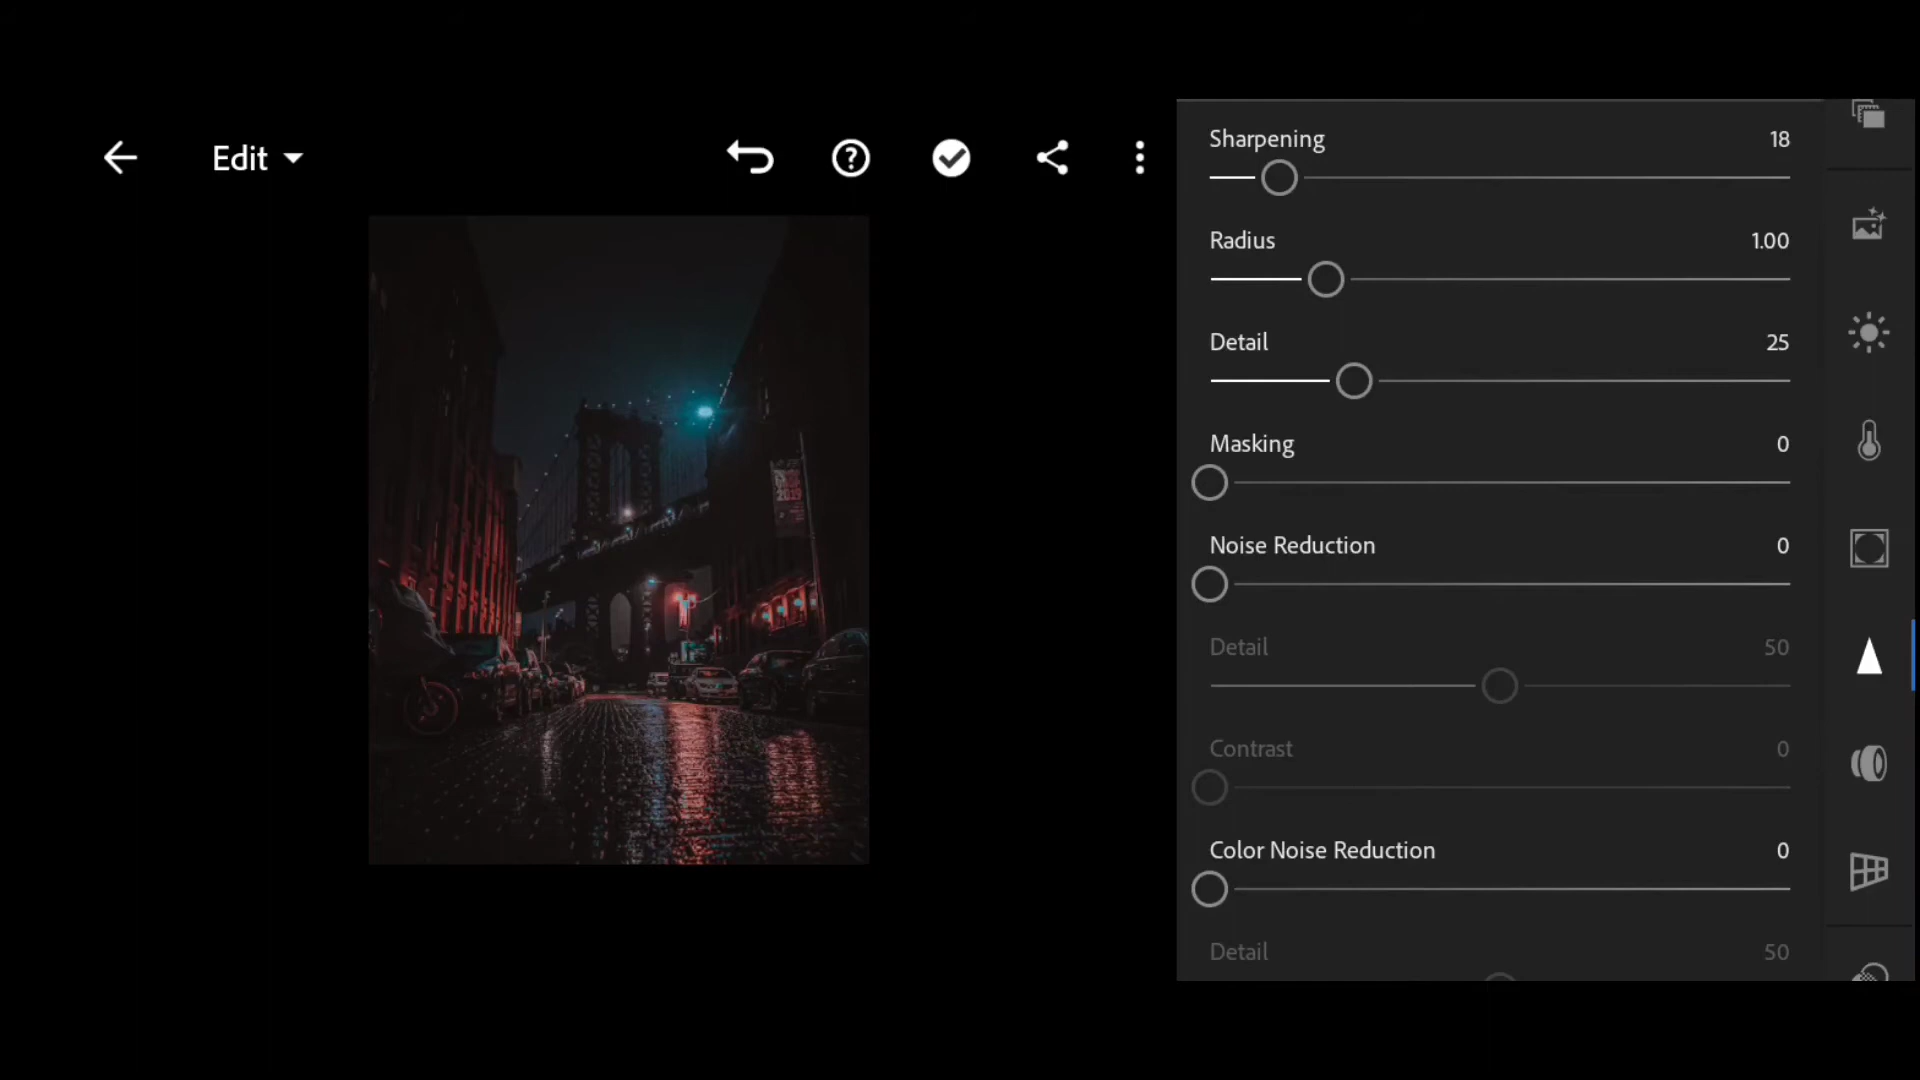 Edit
Sharpening 18
Radius 1.00
Detail 25
Masking 0
Noise Reduction 0
Detail 50
Contrast 0
Color Noise Reduction 0
Detail 50
2019